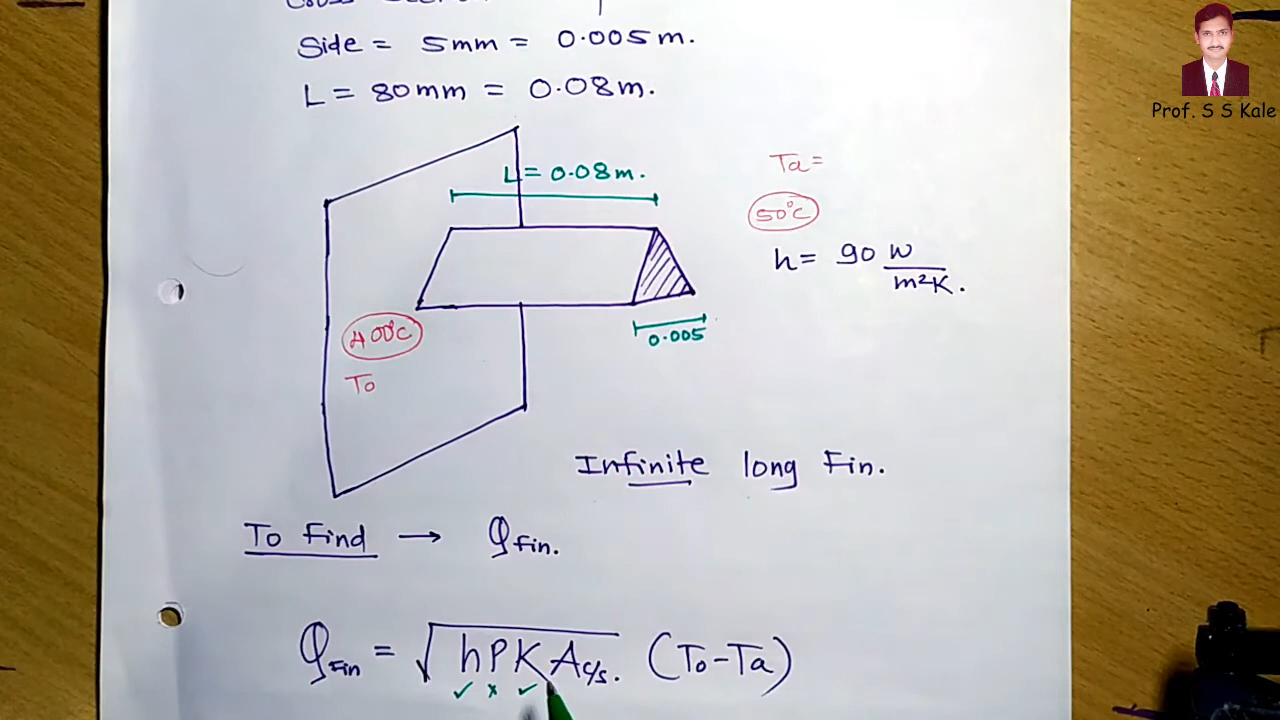 Side = 5mm = 0.005m.
L = 80mm = 0.08m.
L = 0.08m.
Ta =
50°C
h = 90 W/m²K.
0.005
400°C
To
Infinite long Fin.
To Find → QFin.
QFin = √hPKAc/s. (To-Ta)
Prof. S S Kale